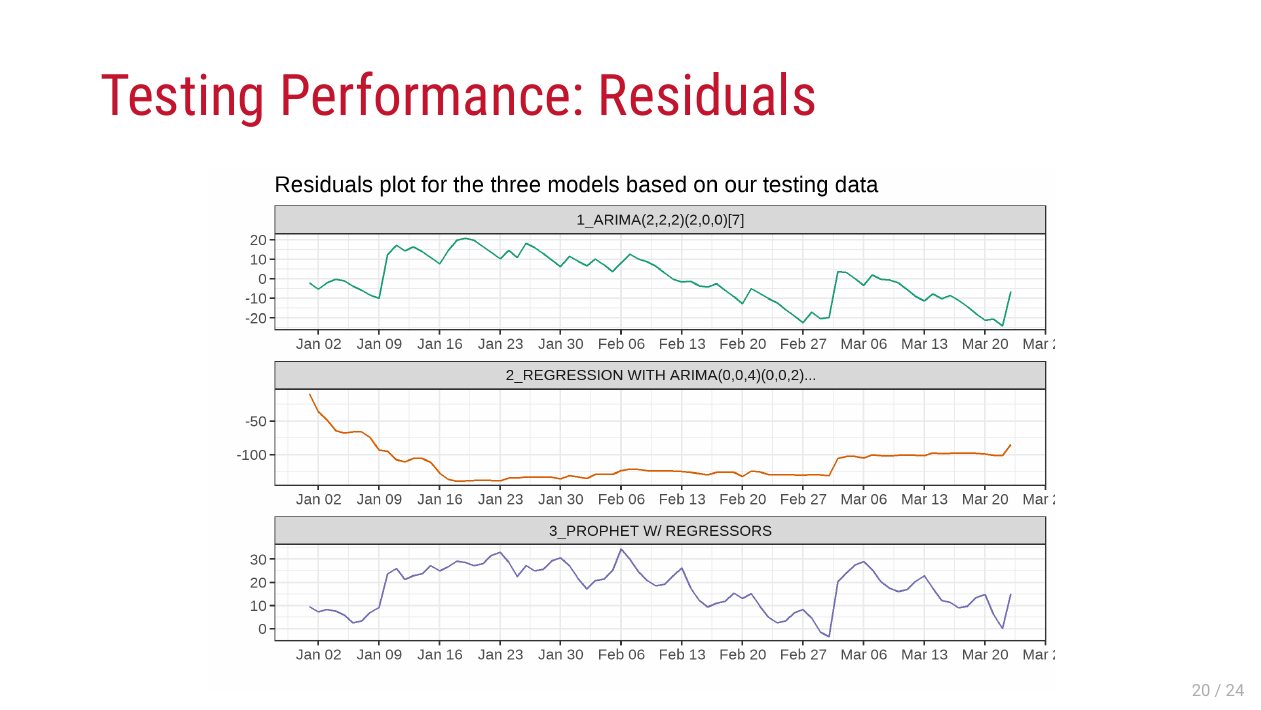 Testing Performance: Residuals
Residuals plot for the three models based on our testing data
1_ARIMA(2,2,2)(2,0,0)[7]
20
10
0
-10
-20
Jan 02 Jan 09 Jan 16 Jan 23 Jan 30 Feb 06 Feb 13 Feb 20 Feb 27 Mar 06 Mar 13 Mar 20 Mar
2_REGRESSION WITH ARIMA(0,0,4)(0,0,2)...
-50
-100
Jan 02 Jan 09 Jan 16 Jan 23 Jan 30 Feb 06 Feb 13 Feb 20 Feb 27 Mar 06 Mar 13 Mar 20 Mar
3_PROPHET W/ REGRESSORS
30
20
10
0
Jan 02 Jan 09 Jan 16 Jan 23 Jan 30 Feb 06 Feb 13 Feb 20 Feb 27 Mar 06 Mar 13 Mar 20 Mar
20 / 24